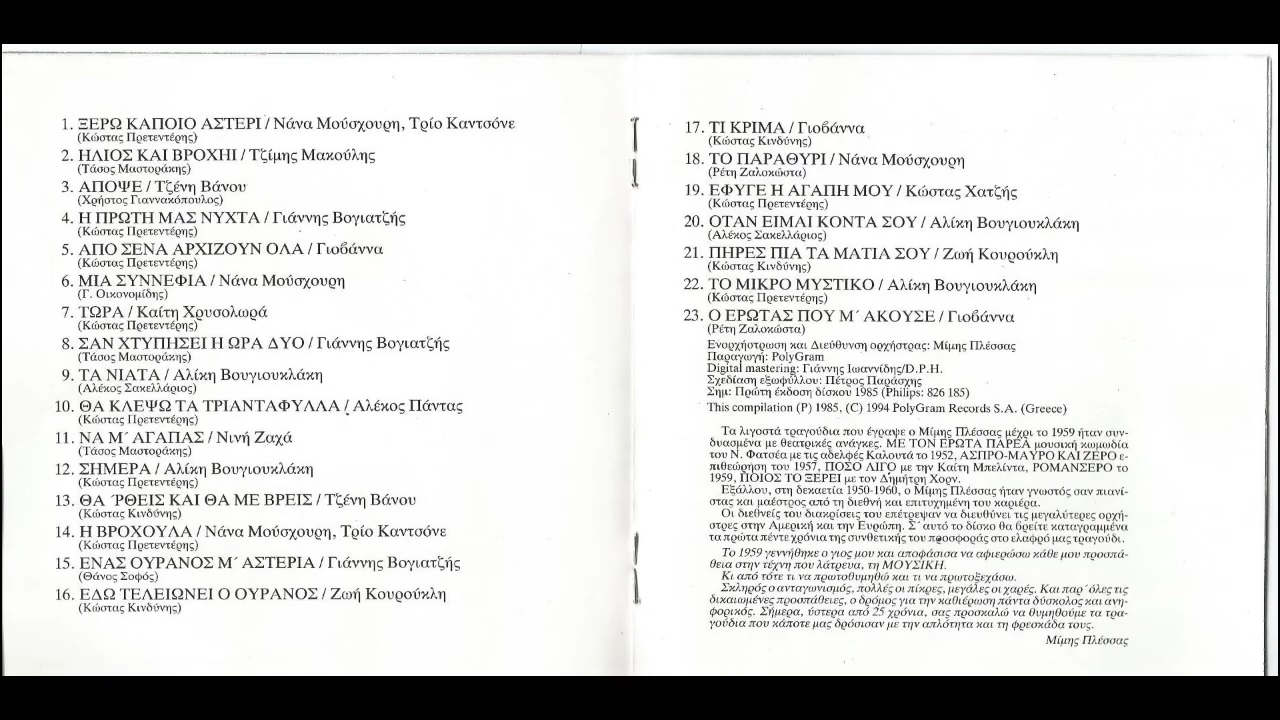 1. ΞΕΡΩ ΚΑΠΟΙΟ ΑΣΤΕΡΙ / Νάνα Μούσχουρη, Τρίο Καντσόνε
(Κώστας Πρετεντέρης)
2. ΗΛΙΟΣ ΚΑΙ ΒΡΟΧΗΙ / Τζίμης Μακούλης
(Τάσος Μαστοράκης)
3. ΑΠΟΨΕ / Τζένη Βάνου
(Χρήστος Γιαννακόπουλος)
4. Η ΠΡΩΤΗ ΜΑΣ ΝΥΧΤΑ / Γιάννης Βογιατζής
(Κώστας Πρετεντέρης)
5. ΑΠΟ ΣΕΝΑ ΑΡΧΙΖΟΥΝ ΟΛΑ / Γιοβάννα
(Κώστας Πρετεντέρης)
6. ΜΙΑ ΣΥΝΝΕΦΙΑ / Νάνα Μούσχουρη
(Γ. Οικονομίδης)
7. ΤΩΡΑ / Καίτη Χρυσολωρά
(Κώστας Πρετεντέρης)
8. ΣΑΝ ΧΤΥΠΗΣΕΙ Η ΩΡΑ ΔΥΟ / Γιάννης Βογιατζής
(Τάσος Μαστοράκης)
9. ΤΑ ΝΙΑΤΑ / Αλίκη Βουγιουκλάκη
(Αλέκος Σακελλάριος)
10. ΘΑ ΚΛΕΨΩ ΤΑ ΤΡΙΑΝΤΑΦΥΛΛΑ / Αλέκος Πάντας
(Κώστας Πρετεντέρης)
11. ΝΑ Μ΄ ΑΓΑΠΑΣ / Νινή Ζαχά
(Τάσος Μαστοράκης)
12. ΣΗΜΕΡΑ / Αλίκη Βουγιουκλάκη
(Κώστας Πρετεντέρης)
13. ΘΑ ΄ΡΘΕΙΣ ΚΑΙ ΘΑ ΜΕ ΒΡΕΙΣ / Τζένη Βάνου
(Κώστας Κινδύνης)
14. Η ΒΡΟΧΟΥΛΑ / Νάνα Μούσχουρη, Τρίο Καντσόνε
(Κώστας Πρετεντέρης)
15. ΕΝΑΣ ΟΥΡΑΝΟΣ Μ΄ ΑΣΤΕΡΙΑ / Γιάννης Βογιατζής
(Θάνος Σοφός)
16. ΕΔΩ ΤΕΛΕΙΩΝΕΙ Ο ΟΥΡΑΝΟΣ / Ζωή Κουρούκλη
(Κώστας Κινδύνης)
17. ΤΙ ΚΡΙΜΑ / Γιοβάννα
(Κώστας Κινδύνης)
18. ΤΟ ΠΑΡΑΘΥΡΙ / Νάνα Μούσχουρη
(Ρέτη Ζαλοκώστα)
19. ΕΦΥΓΕ Η ΑΓΑΠΗ ΜΟΥ / Κώστας Χατζής
(Κώστας Πρετεντέρης)
20. ΟΤΑΝ ΕΙΜΑΙ ΚΟΝΤΑ ΣΟΥ / Αλίκη Βουγιουκλάκη
(Αλέκος Σακελλάριος)
21. ΠΗΡΕΣ ΠΙΑ ΤΑ ΜΑΤΙΑ ΣΟΥ / Ζωή Κουρούκλη
(Κώστας Κινδύνης)
22. ΤΟ ΜΙΚΡΟ ΜΥΣΤΙΚΟ / Αλίκη Βουγιουκλάκη
(Κώστας Πρετεντέρης)
23. Ο ΕΡΩΤΑΣ ΠΟΥ Μ΄ ΑΚΟΥΣΕ / Γιοβάννα
(Ρέτη Ζαλοκώστα)
Ενορχήστρωση και Διεύθυνση ορχήστρας: Μίμης Πλέσσας
Παραγωγή: PolyGram
Digital mastering: Γιάννης Ιωαννίδης/D.P.H.
Σχεδίαση εξωφύλλου: Πέτρος Παράσχης
Σημ: Πρώτη έκδοση δίσκου 1985 (Philips: 826 185)
This compilation (P) 1985, (C) 1994 PolyGram Records S.A. (Greece)
Τα λιγοστά τραγούδια που έγραψε ο Μίμης Πλέσσας μέχρι το 1959 ήταν συν-
δυασμένα με θεατρικές ανάγκες. ΜΕ ΤΟΝ ΕΡΩΤΑ ΠΑΡΕΑ μουσική κωμωδία
του Ν. Φατσέα με τις αδελφές Καλουτά το 1952, ΑΣΠΡΟ-ΜΑΥΡΟ ΚΑΙ ΖΕΡΟ ε-
πιθεώρηση του 1957, ΠΟΣΟ ΛΙΓΟ με την Καίτη Μπελίντα, ΡΟΜΑΝΣΕΡΟ το
1959, ΠΟΙΟΣ ΤΟ ΞΕΡΕΙ με τον Δημήτρη Χορν.
Εξάλλου, στη δεκαετία 1950-1960, ο Μίμης Πλέσσας ήταν γνωστός σαν πιανί-
στας και μαέστρος από τη διεθνή και επιτυχημένη του καριέρα.
Οι διεθνείς του διακρίσεις του επέτρεψαν να διευθύνει τις μεγαλύτερες ορχή-
στρες στην Αμερική και την Ευρώπη. Σ΄ αυτό το δίσκο θα βρείτε καταγραμμένα
τα πρώτα πέντε χρόνια της συνθετικής του προσφοράς στο ελαφρό μας τραγούδι.
Το 1959 γεννήθηκε ο γιος μου και αποφάσισα να αφιερώσω κάθε μου προσπά-
θεια στην τέχνη που λάτρευα, τη ΜΟΥΣΙΚΗ.
Κι από τότε τι να πρωτοθυμηθώ και τι να πρωτοξεχάσω.
Σκληρός ο ανταγωνισμός, πολλές οι πίκρες, μεγάλες οι χαρές. Και παρ΄ όλες τις
δικαιωμένες προσπάθειες, ο δρόμος για την καθιέρωση πάντα δύσκολος και ανη-
φορικός. Σήμερα, ύστερα από 25 χρόνια, σας προσκαλώ να θυμηθούμε τα τρα-
γούδια που κάποτε μας δρόσισαν με την απλότητα και τη φρεσκάδα τους.
Μίμης Πλέσσας